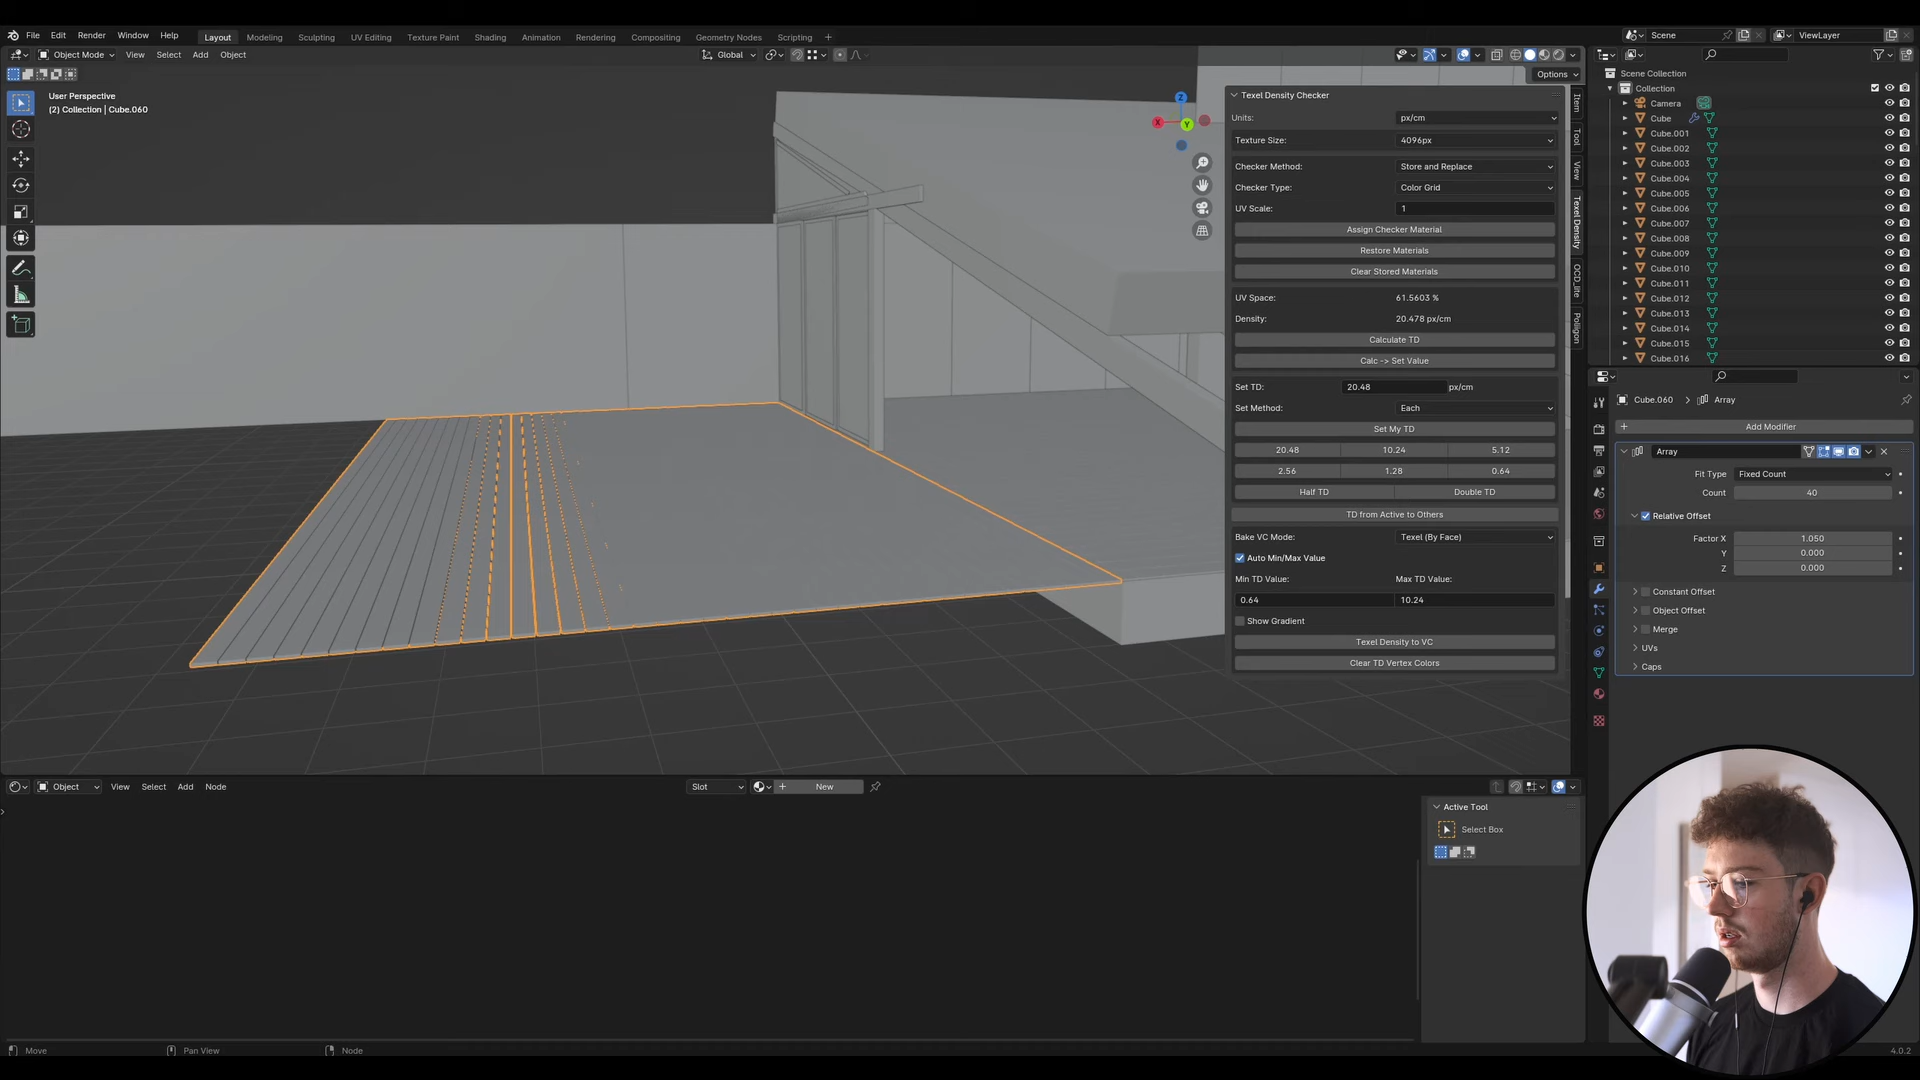 File Edit Render Window Help Layout Modeling Sculpting UV Editing Texture Paint Shading Animation Rendering Compositing Geometry Nodes Scripting + Scene ViewLayer
Object Mode View Select Add Object Global
Options
User Perspective
(2) Collection | Cube.060
Z
X
Y
Texel Density Checker
Units: px/cm
Texture Size: 4096px
Checker Method: Store and Replace
Checker Type: Color Grid
UV Scale: 1
Assign Checker Material
Restore Materials
Clear Stored Materials
UV Space: 61.5603 %
Density: 20.478 px/cm
Calculate TD
Calc -> Set Value
Set TD: 20.48 px/cm
Set Method: Each
Set My TD
20.48 10.24 5.12
2.56 1.28 0.64
Half TD Double TD
TD from Active to Others
Bake VC Mode: Texel (By Face)
Auto Min/Max Value
Min TD Value: Max TD Value:
0.64 10.24
Show Gradient
Texel Density to VC
Clear TD Vertex Colors
Item
Tool
View
Texel Density
OCD_lite
Poliigon
Scene Collection
Collection
Camera
Cube
Cube.001
Cube.002
Cube.003
Cube.004
Cube.005
Cube.006
Cube.007
Cube.008
Cube.009
Cube.010
Cube.011
Cube.012
Cube.013
Cube.014
Cube.015
Cube.016
Cube.060 > Array
+ Add Modifier
Array
Fit Type Fixed Count
Count 40
Relative Offset
Factor X 1.050
Y 0.000
Z 0.000
Constant Offset
Object Offset
Merge
UVs
Caps
Object View Select Add Node Slot + New
Active Tool
Select Box
Move Pan View Node 4.0.2